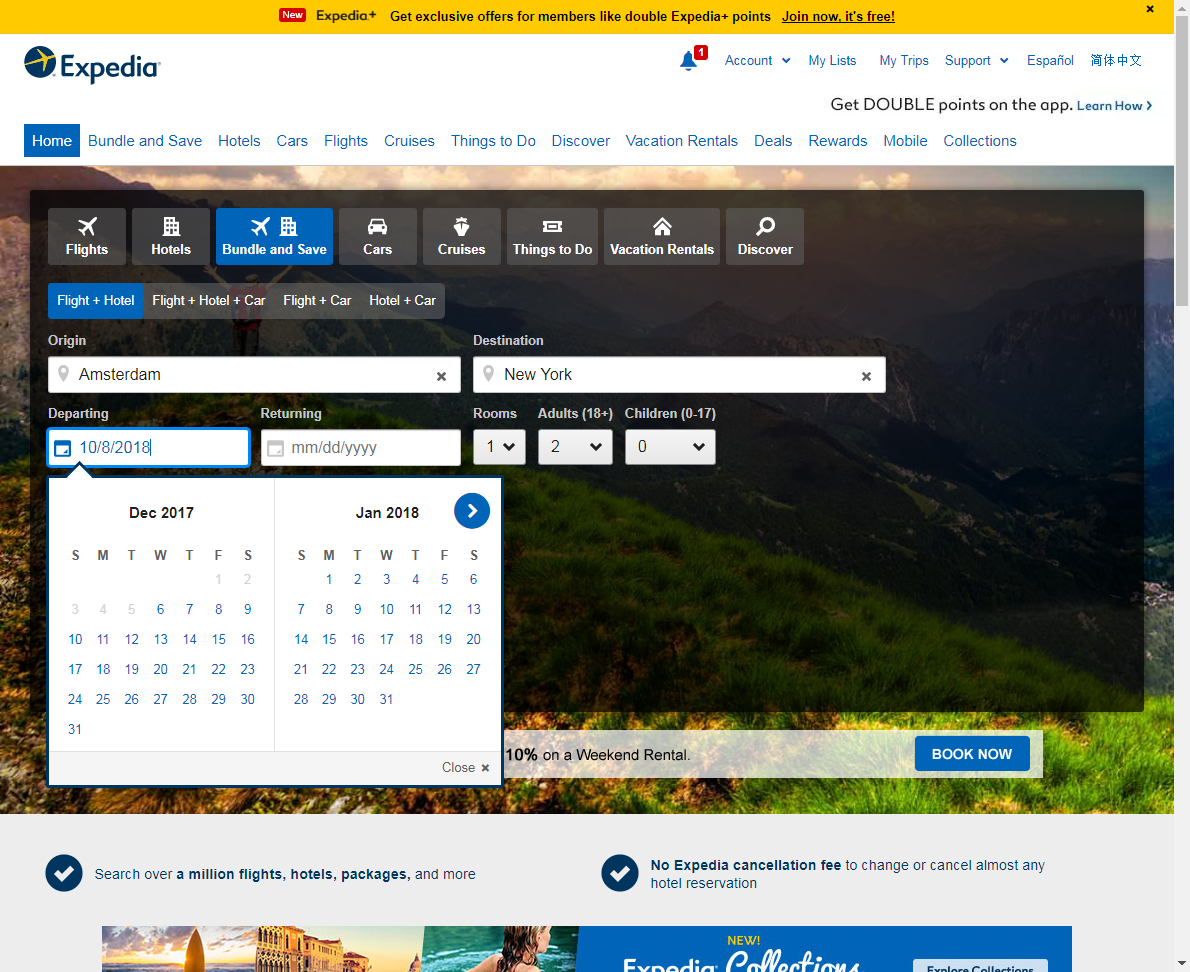 New Expedia+ Get exclusive offers for members like double Expedia+ points Join now, it's free!
Expedia
1 Account My Lists My Trips Support Español 简体中文
Get DOUBLE points on the app. Learn How
Home Bundle and Save Hotels Cars Flights Cruises Things to Do Discover Vacation Rentals Deals Rewards Mobile Collections
Flights Hotels Bundle and Save Cars Cruises Things to Do Vacation Rentals Discover
Flight + Hotel Flight + Hotel + Car Flight + Car Hotel + Car
Origin Destination
Amsterdam New York
Departing Returning Rooms Adults (18+) Children (0-17)
10/8/2018 mm/dd/yyyy 1 2 0
Dec 2017 Jan 2018
S M T W T F S S M T W T F S
1 2 1 2 3 4 5 6
3 4 5 6 7 8 9 7 8 9 10 11 12 13
10 11 12 13 14 15 16 14 15 16 17 18 19 20
17 18 19 20 21 22 23 21 22 23 24 25 26 27
24 25 26 27 28 29 30 28 29 30 31
31
10% on a Weekend Rental. BOOK NOW
Close
Search over a million flights, hotels, packages, and more
No Expedia cancellation fee to change or cancel almost any
hotel reservation
NEW!
Expedia Collections Explore Collections